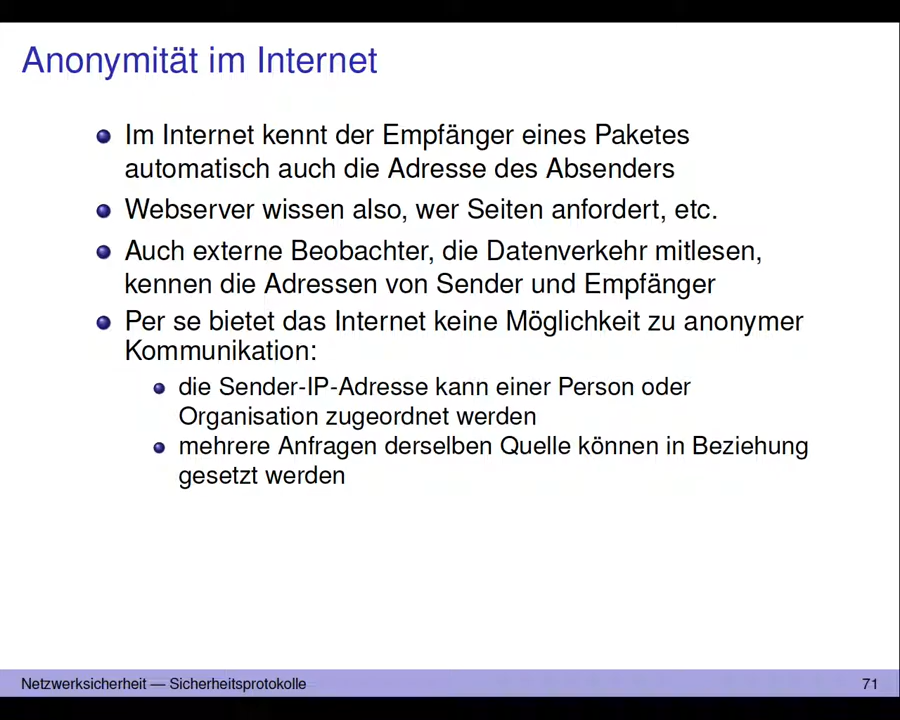 Anonymität im Internet
Im Internet kennt der Empfänger eines Paketes
automatisch auch die Adresse des Absenders
Webserver wissen also, wer Seiten anfordert, etc.
Auch externe Beobachter, die Datenverkehr mitlesen,
kennen die Adressen von Sender und Empfänger
Per se bietet das Internet keine Möglichkeit zu anonymer
Kommunikation:
die Sender-IP-Adresse kann einer Person oder
Organisation zugeordnet werden
mehrere Anfragen derselben Quelle können in Beziehung
gesetzt werden
Netzwerksicherheit — Sicherheitsprotokolle 71